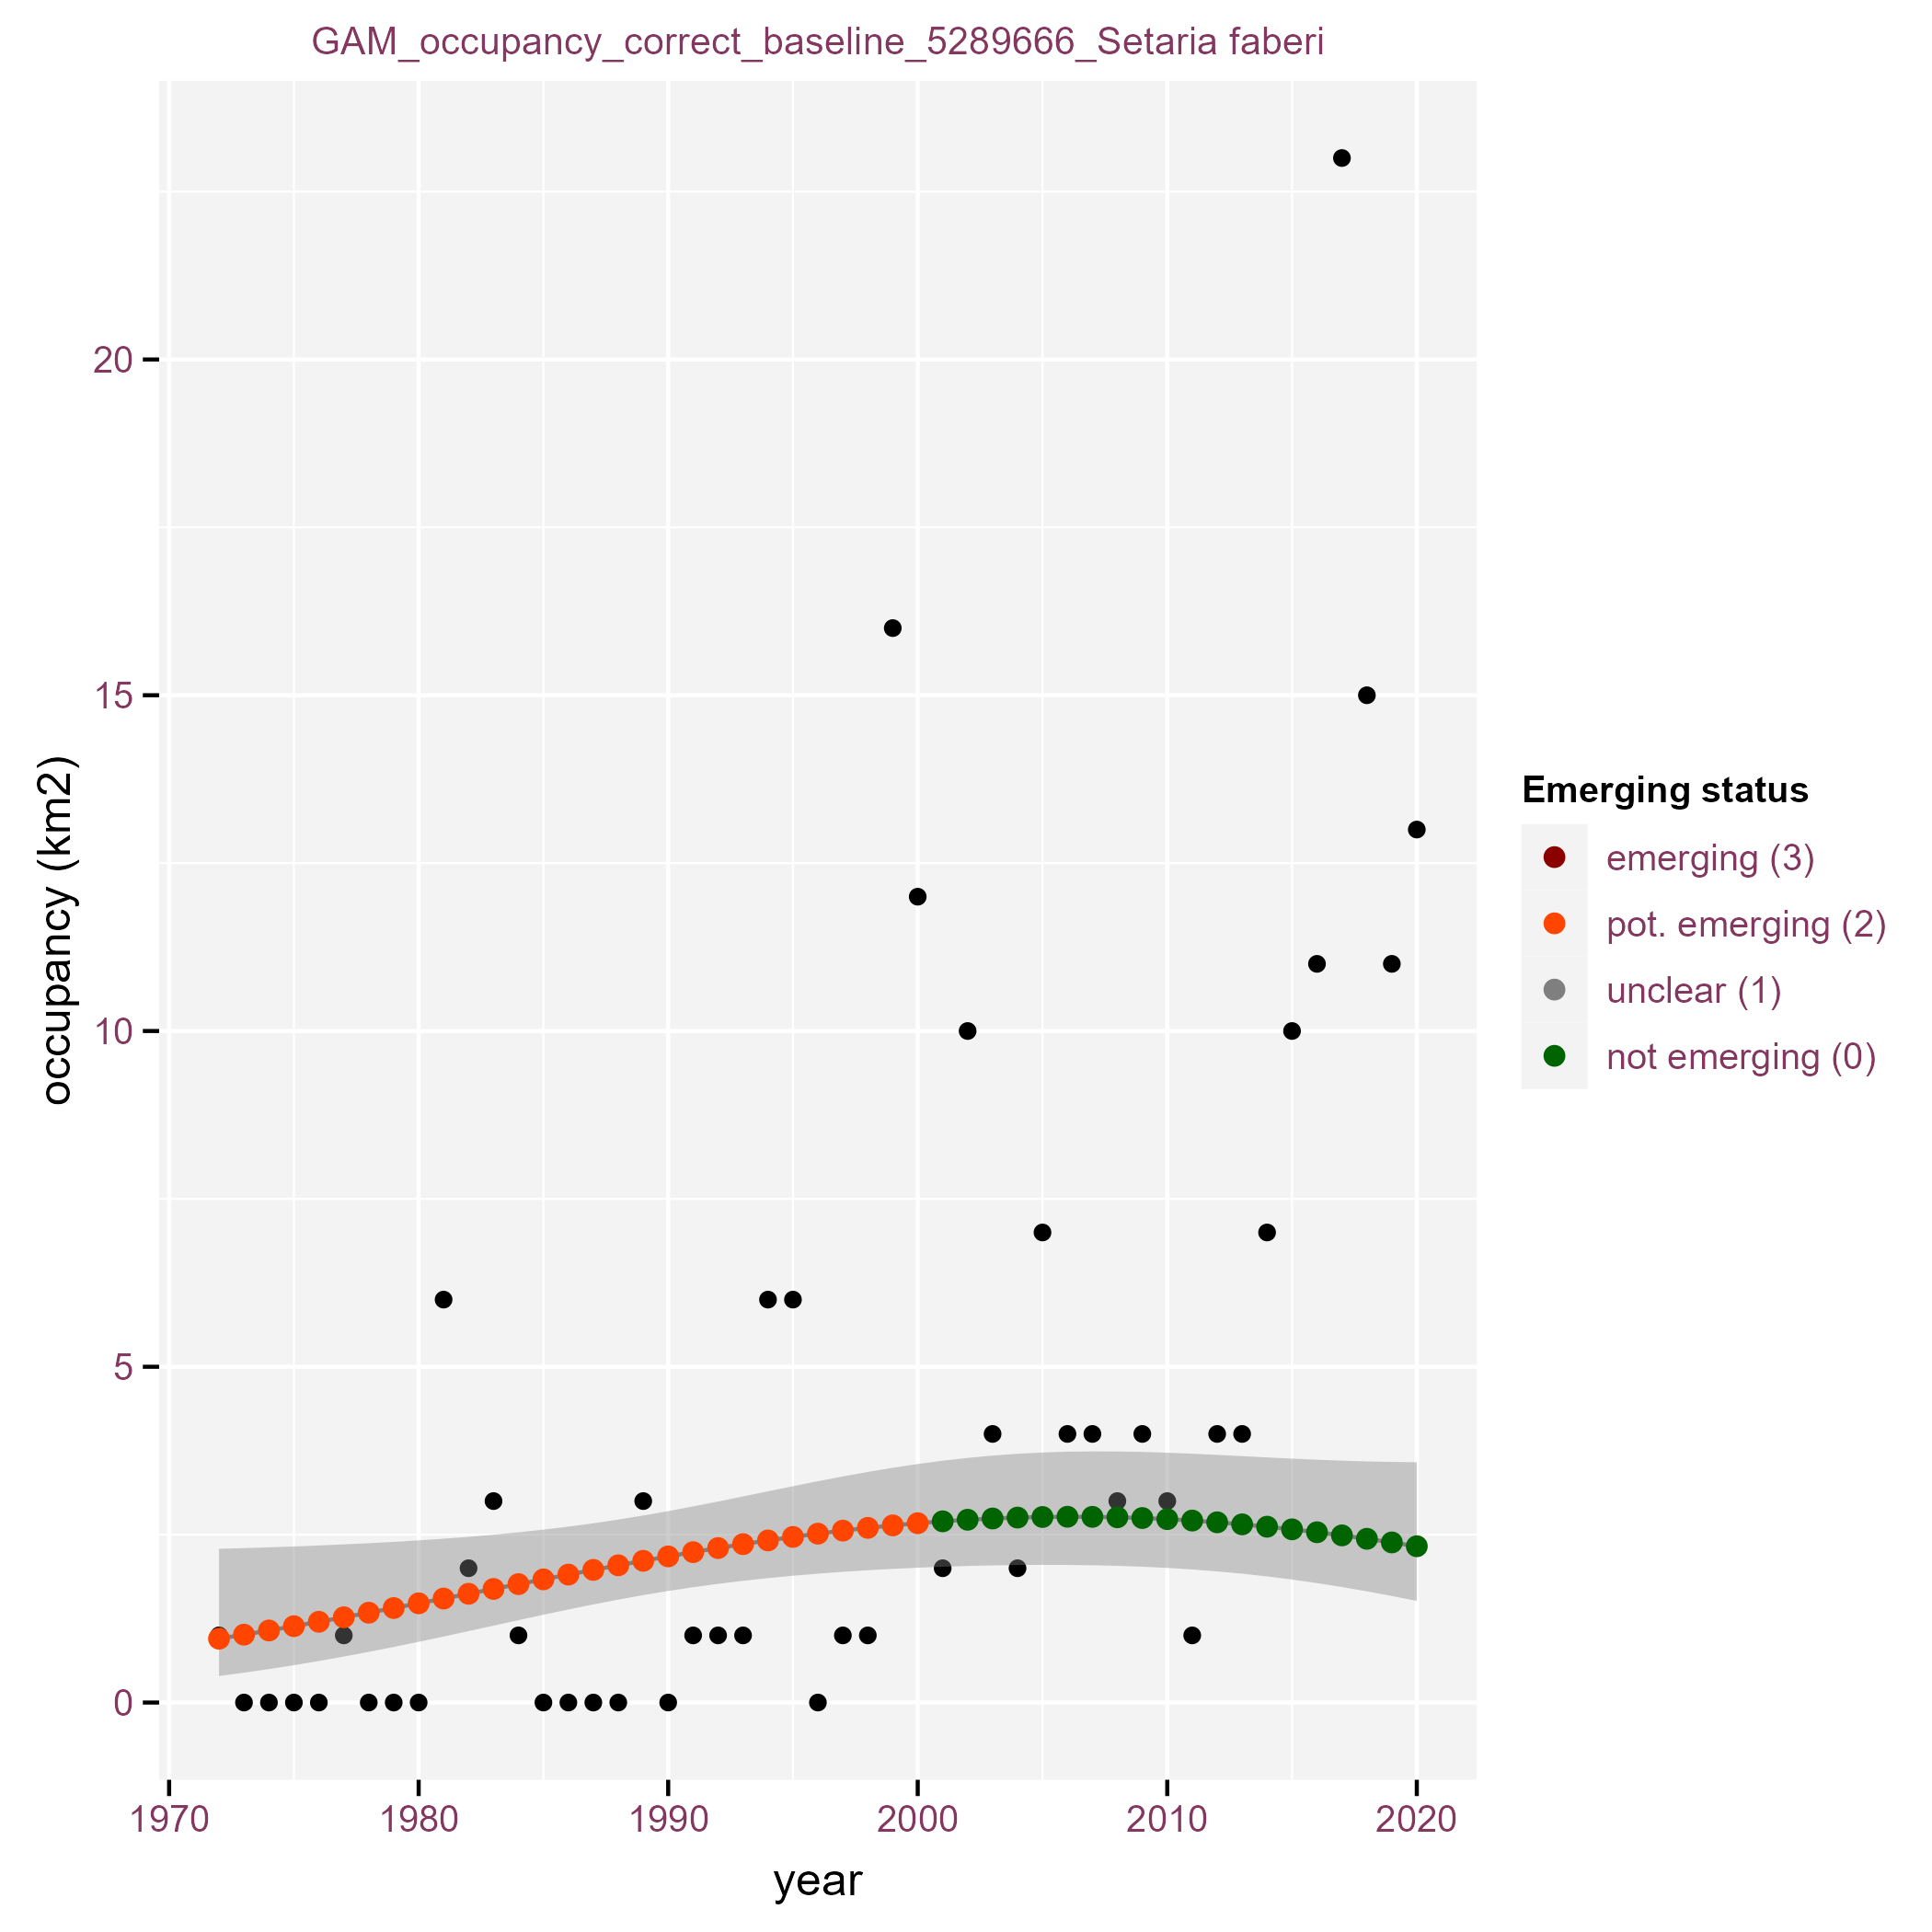 GAM_occupancy_correct_baseline_5289666_Setaria faberi
occupancy (km2)
20
15
10
5
0
1970 1980 1990 2000 2010 2020
year
Emerging status
emerging (3)
pot. emerging (2)
unclear (1)
not emerging (0)